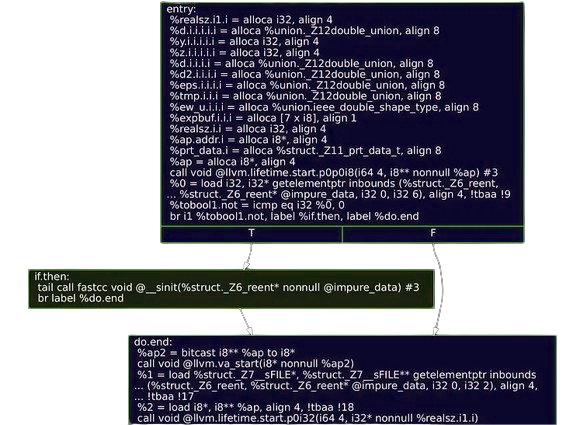 entry:
%realsz.i1.i = alloca i32, align 4
%d.i.i.i.i.i = alloca %union._Z12double_union, align 8
%y.i.i.i.i.i = alloca i32, align 4
%z.i.i.i.i.i = alloca i32, align 4
%d.i.i.i.i = alloca %union._Z12double_union, align 8
%d2.i.i.i.i = alloca %union._Z12double_union, align 8
%eps.i.i.i.i = alloca %union._Z12double_union, align 8
%tmp.i.i.i = alloca %union._Z12double_union, align 8
%ew_u.i.i.i = alloca %union.ieee_double_shape_type, align 8
%expbuf.i.i.i = alloca [7 x i8], align 1
%realsz.i.i = alloca i32, align 4
%ap.addr.i = alloca i8*, align 4
%prt_data.i = alloca %struct._Z11_prt_data_t, align 8
%ap = alloca i8*, align 4
call void @llvm.lifetime.start.p0p0i8(i64 4, i8** nonnull %ap) #3
%0 = load i32, i32* getelementptr inbounds (%struct._Z6_reent,
... %struct._Z6_reent* @impure_data, i32 0, i32 6), align 4, !tbaa !9
%tobool1.not = icmp eq i32 %0, 0
br i1 %tobool1.not, label %if.then, label %do.end
T
F
if.then:
tail call fastcc void @__sinit(%struct._Z6_reent* nonnull @impure_data) #3
br label %do.end
do.end:
%ap2 = bitcast i8** %ap to i8*
call void @llvm.va_start(i8* nonnull %ap2)
%1 = load %struct._Z7__sFILE*, %struct._Z7__sFILE** getelementptr inbounds
... (%struct._Z6_reent, %struct._Z6_reent* @impure_data, i32 0, i32 2), align 4,
... !tbaa !17
%2 = load i8*, i8** %ap, align 4, !tbaa !18
call void @llvm.lifetime.start.p0i32(i64 4, i32* nonnull %realsz.i1.i)